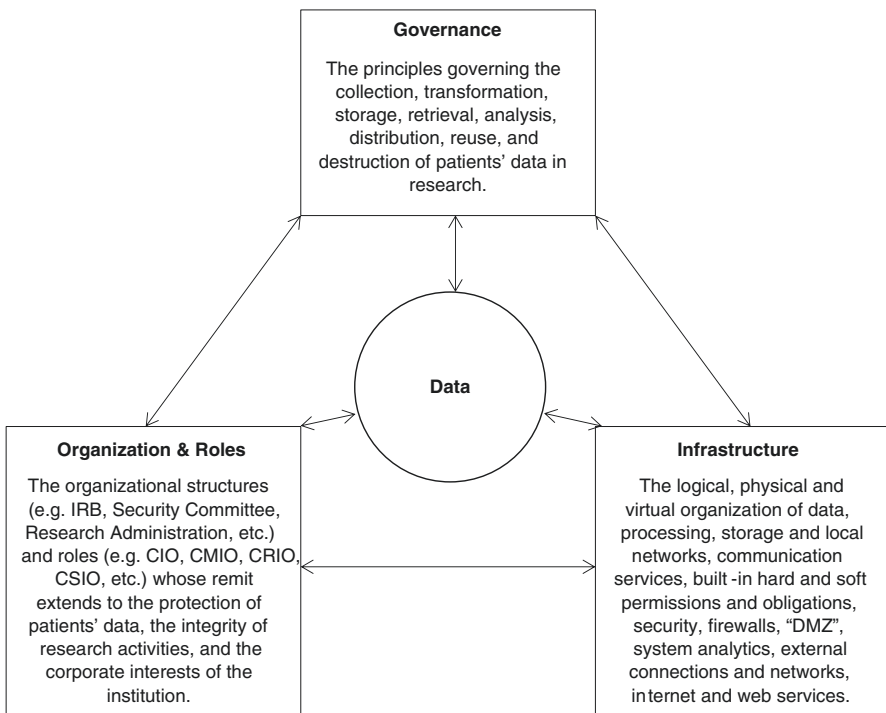 Governance
The principles governing the
collection, transformation,
storage, retrieval, analysis,
distribution, reuse, and
destruction of patients’ data in
research.
Data
Organization & Roles
The organizational structures
(e.g. IRB, Security Committee,
Research Administration, etc.)
and roles (e.g. CIO, CMIO, CRIO,
CSIO, etc.) whose remit
extends to the protection of
patients’ data, the integrity of
research activities, and the
corporate interests of the
institution.
Infrastructure
The logical, physical and
virtual organization of data,
processing, storage and local
networks, communication
services, built-in hard and soft
permissions and obligations,
security, firewalls, “DMZ”,
system analytics, external
connections and networks,
internet and web services.